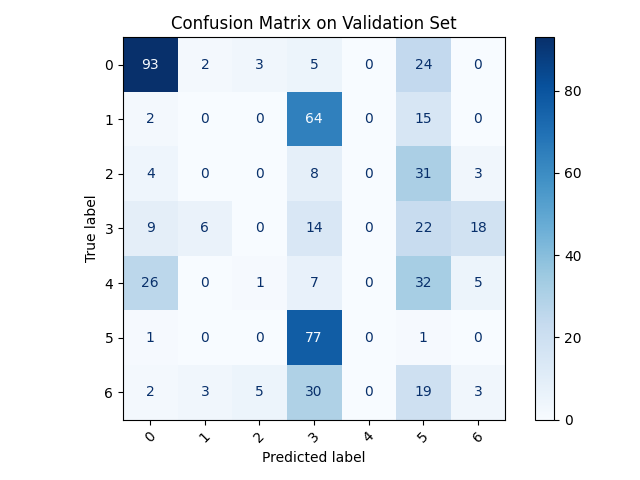 Confusion Matrix on Validation Set
True label
0 93 2 3 5 0 24 0
1 2 0 0 64 0 15 0
2 4 0 0 8 0 31 3
3 9 6 0 14 0 22 18
4 26 0 1 7 0 32 5
5 1 0 0 77 0 1 0
6 2 3 5 30 0 19 3
0 1 2 3 4 5 6
Predicted label
80
60
40
20
0